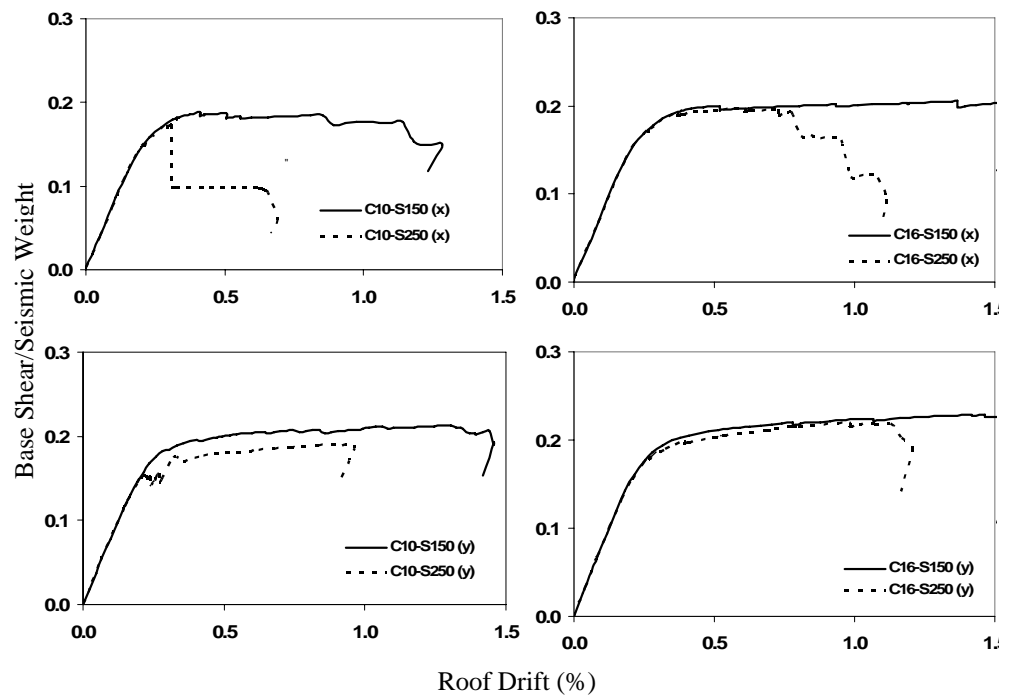 Base Shear/Seismic Weight
0.3
0.2
0.1
0.0
0.0 0.5 1.0 1.5
C10-S150 (x)
C10-S250 (x)
0.3
0.2
0.1
0.0
0.0 0.5 1.0 1.5
C16-S150 (x)
C16-S250 (x)
0.3
0.2
0.1
0.0
0.0 0.5 1.0 1.5
C10-S150 (y)
C10-S250 (y)
0.3
0.2
0.1
0.0
0.0 0.5 1.0 1.5
C16-S150 (y)
C16-S250 (y)
Roof Drift (%)